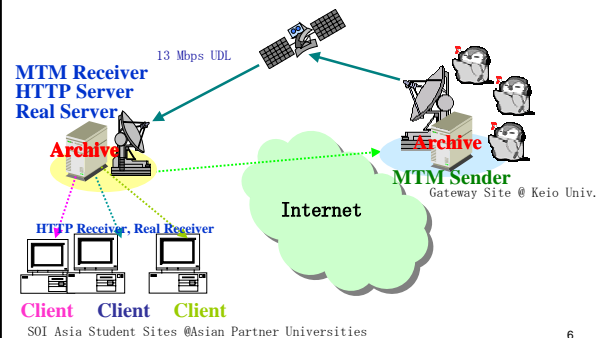 13 Mbps UDL
MTM Receiver
HTTP Server
Real Server
Archive
Archive
MTM Sender
Gateway Site @ Keio Univ.
Internet
HTTP Receiver, Real Receiver
Client Client Client
SOI Asia Student Sites @Asian Partner Universities
6